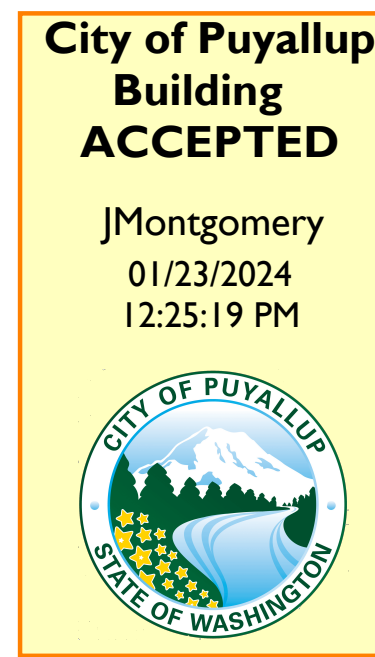 City of Puyallup
Building
ACCEPTED
JMontgomery
01/23/2024
12:25:19 PM
CITY OF PUYALLUP
STATE OF WASHINGTON